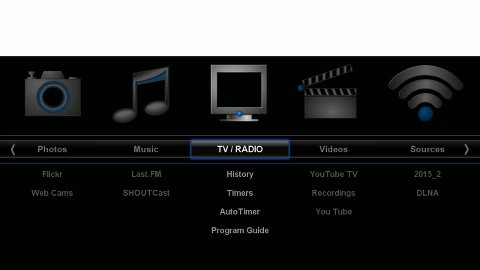 Photos Music TV / RADIO Videos Sources
Flickr Last.FM History YouTube TV 2015_2
Web Cams SHOUTCast Timers Recordings DLNA
AutoTimer You Tube
Program Guide